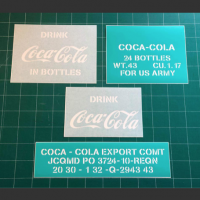 DRINK
Coca-Cola
IN BOTTLES
COCA-COLA
24 BOTTLES
WT.43 CU.1.17
FOR US ARMY
DRINK
Coca-Cola
COCA - COLA EXPORT COMT
JCQMD PO 3724-10-REQN
20 30 - 1 32 -Q-2943 43